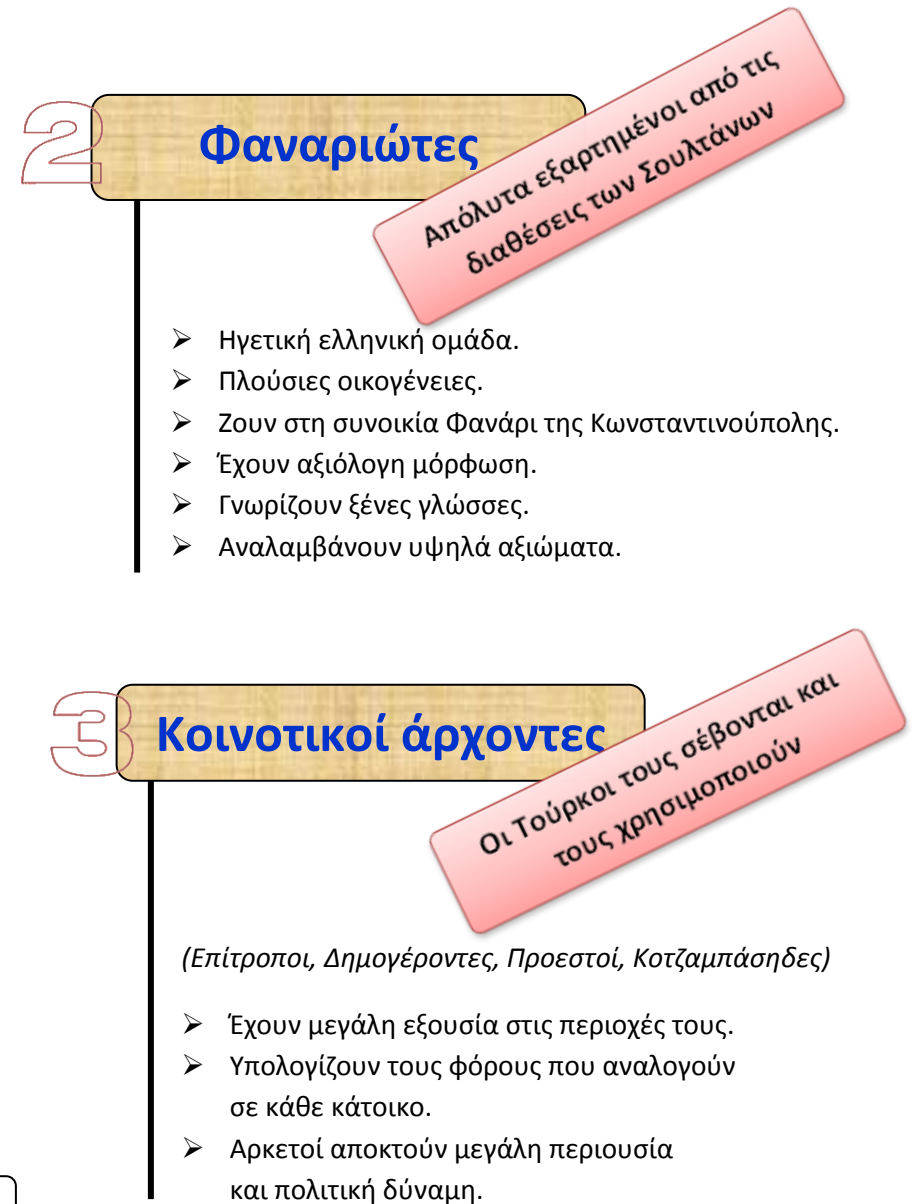 2
Φαναριώτες
Απόλυτα εξαρτημένοι από τις
διαθέσεις των Σουλτάνων
➢ Ηγετική ελληνική ομάδα.
➢ Πλούσιες οικογένειες.
➢ Ζουν στη συνοικία Φανάρι της Κωνσταντινούπολης.
➢ Έχουν αξιόλογη μόρφωση.
➢ Γνωρίζουν ξένες γλώσσες.
➢ Αναλαμβάνουν υψηλά αξιώματα.
3
Κοινοτικοί άρχοντες
Οι Τούρκοι τους σέβονται και
τους χρησιμοποιούν
(Επίτροποι, Δημογέροντες, Προεστοί, Κοτζαμπάσηδες)
➢ Έχουν μεγάλη εξουσία στις περιοχές τους.
➢ Υπολογίζουν τους φόρους που αναλογούν
σε κάθε κάτοικο.
➢ Αρκετοί αποκτούν μεγάλη περιουσία
και πολιτική δύναμη.